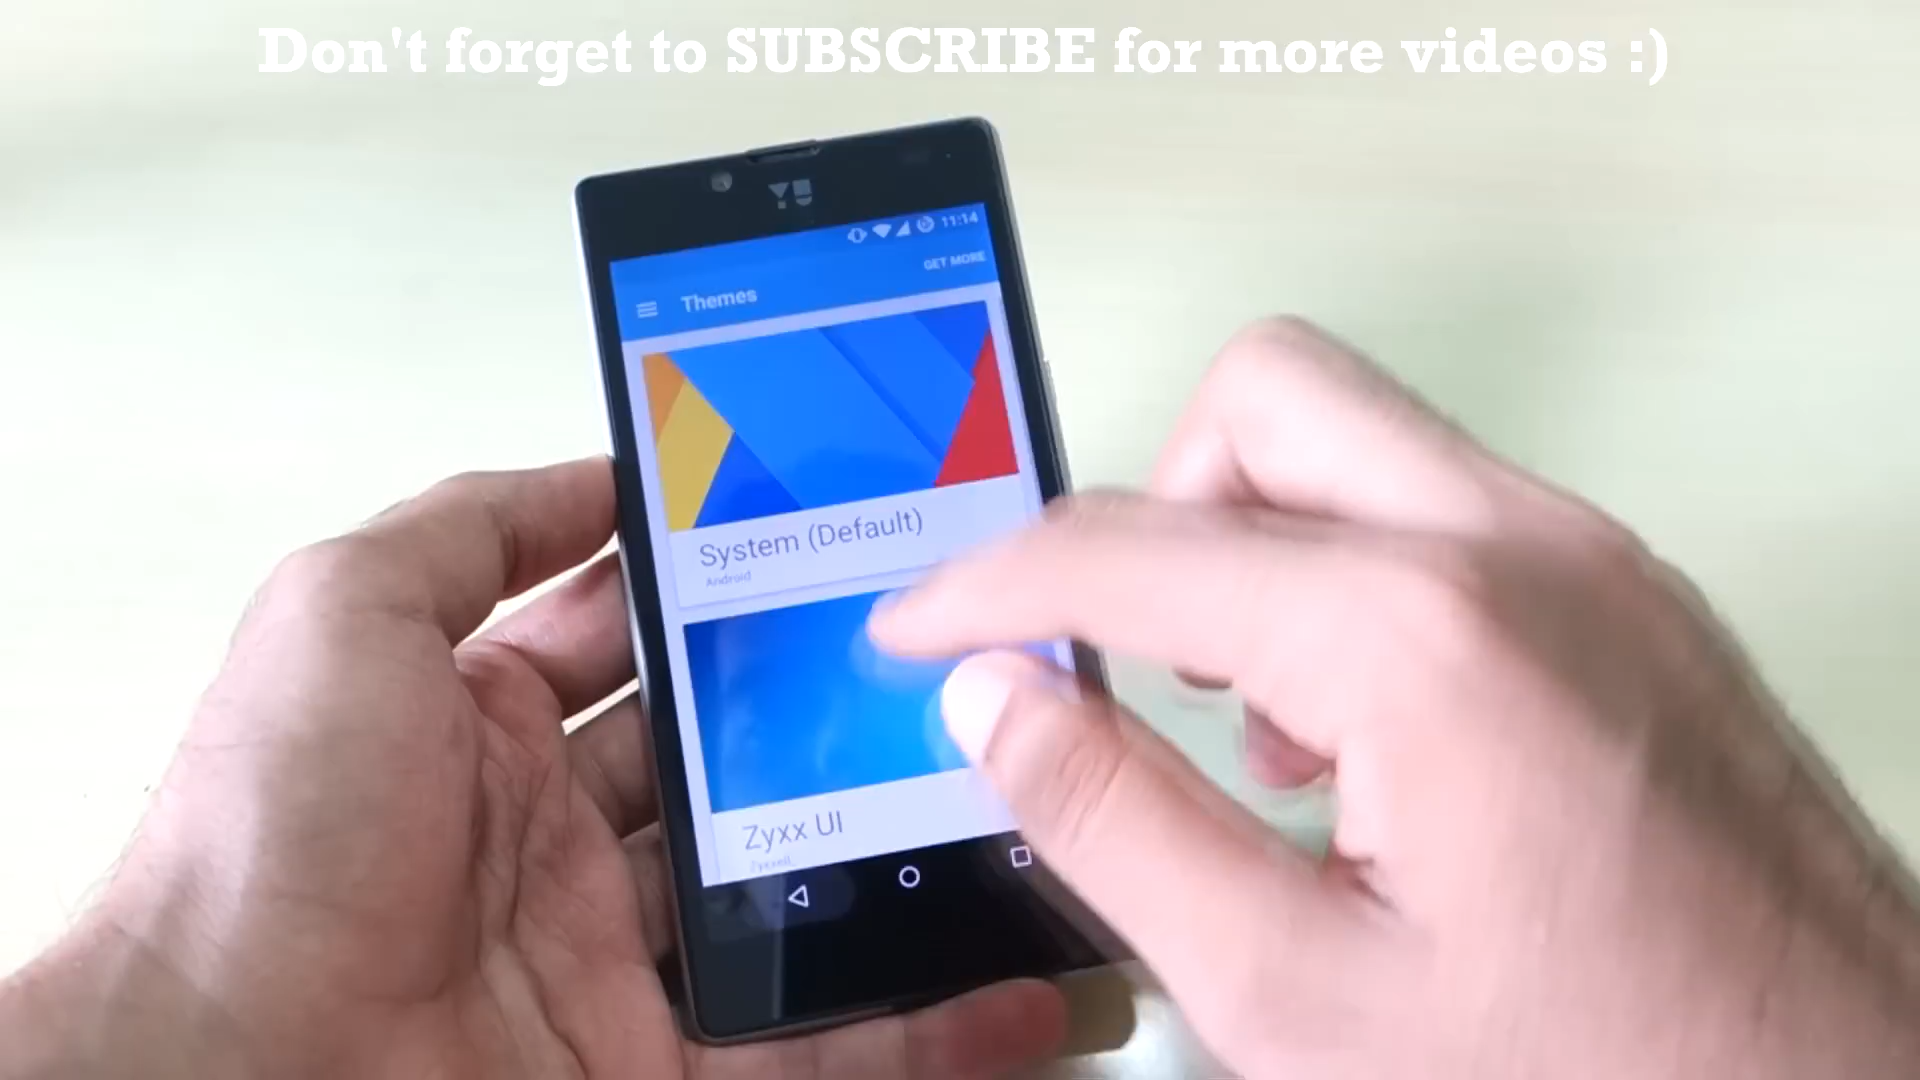 Don't forget to SUBSCRIBE for more videos :)
YU
11:14
GET MORE
Themes
System (Default)
Android
Zyxx UI